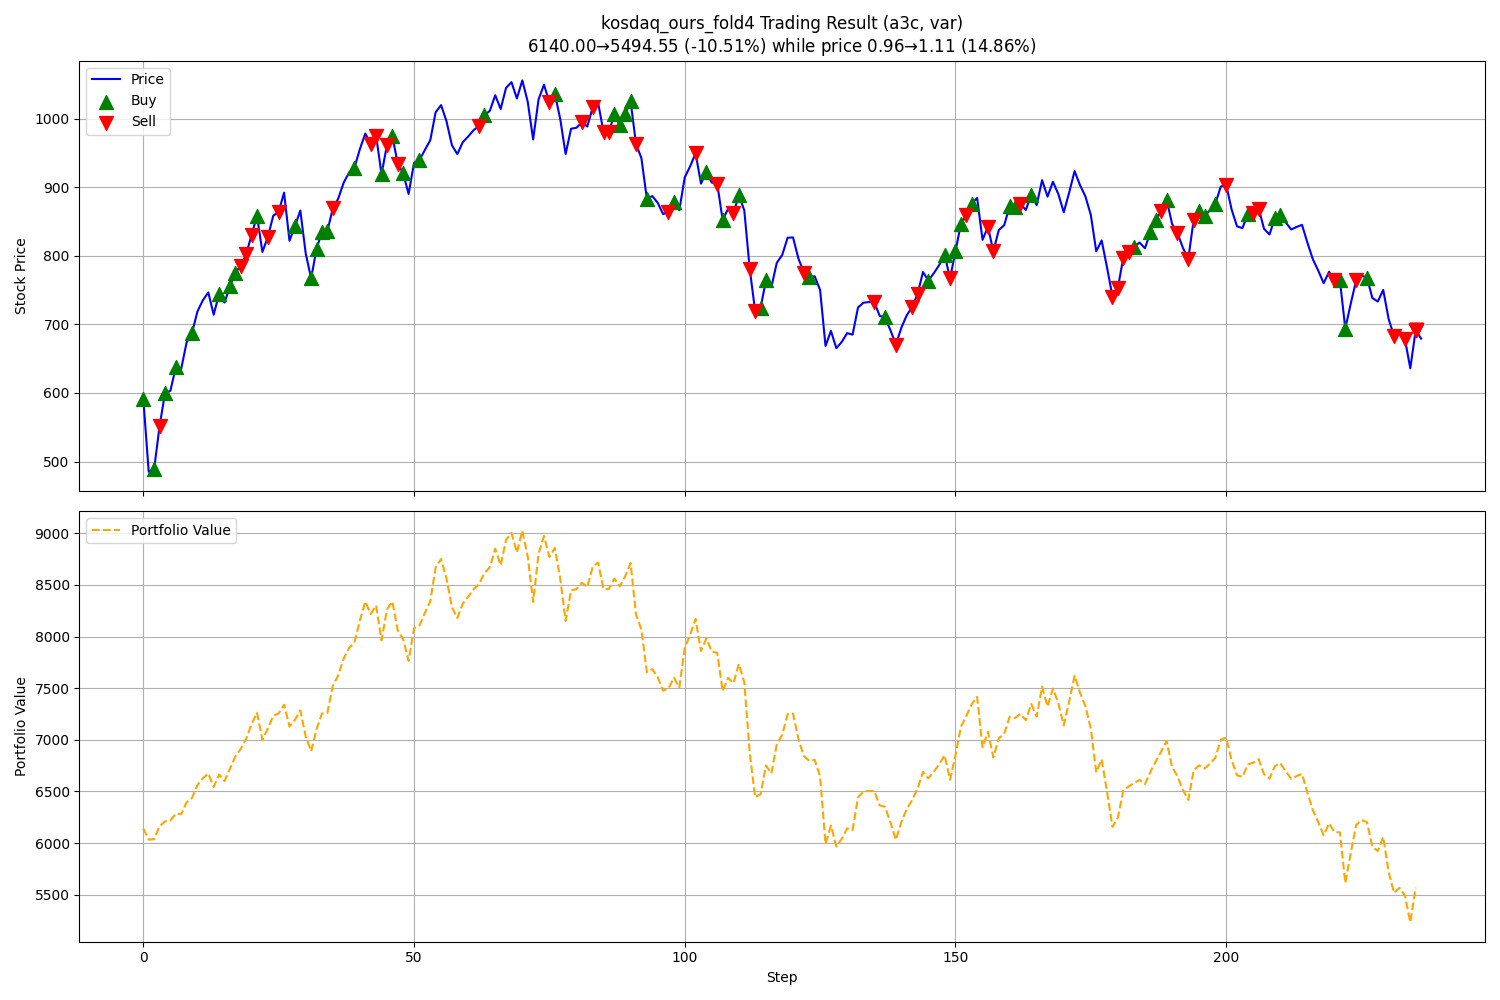 kosdaq_ours_fold4 Trading Result (a3c, var)
6140.00→5494.55 (-10.51%) while price 0.96→1.11 (14.86%)
Price
Buy
Sell
1000
900
800
700
600
500
Stock Price
Portfolio Value
9000
8500
8000
7500
7000
6500
6000
5500
Portfolio Value
0
50
100
150
200
Step